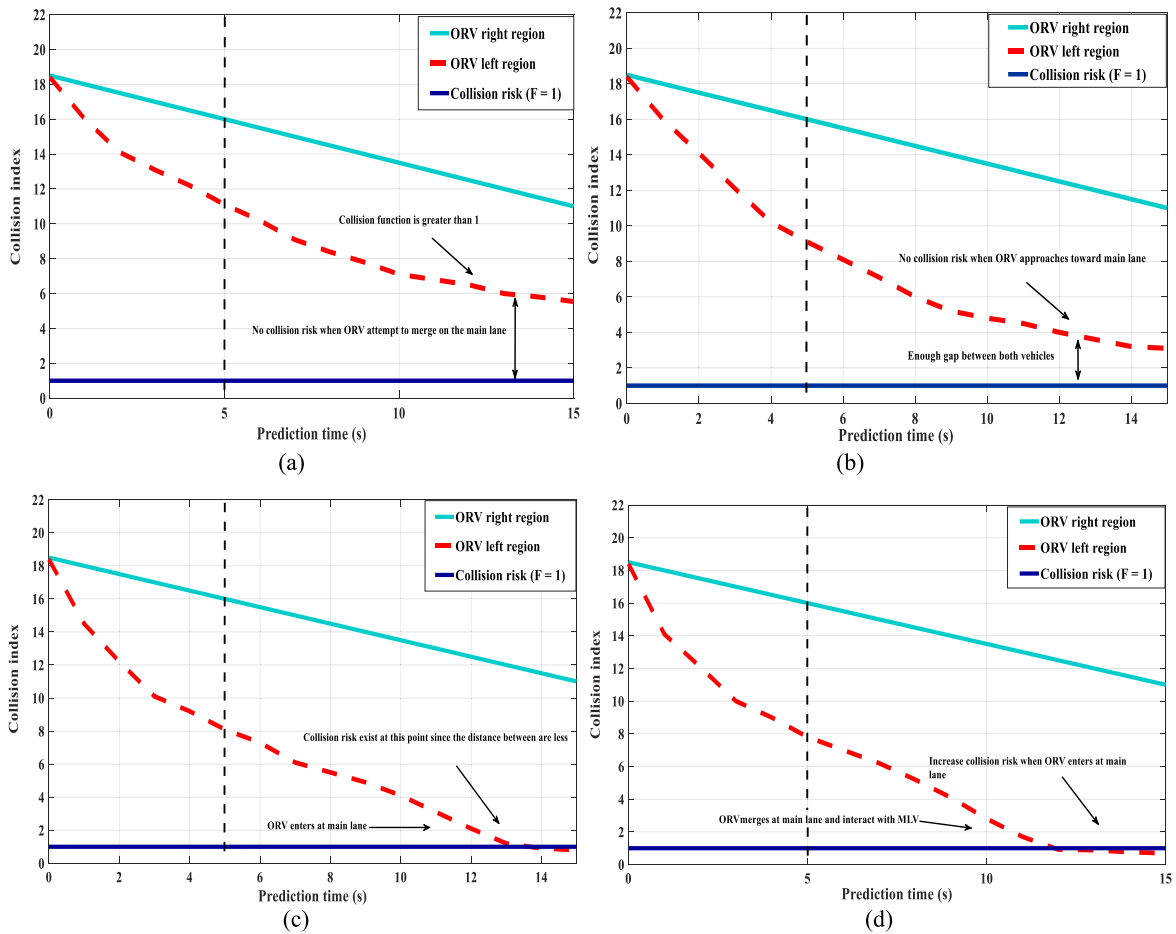 22
20
18
16
14
12
10
8
6
4
2
0
Collision index
ORV right region
ORV left region
Collision risk (F = 1)
Collision function is greater than 1
No collision risk when ORV attempt to merge on the main lane
0
5
10
15
Prediction time (s)
(a)
22
20
18
16
14
12
10
8
6
4
2
0
Collision index
ORV right region
ORV left region
Collision risk (F = 1)
No collision risk when ORV approaches toward main lane
Enough gap between both vehicles
0
2
4
6
8
10
12
14
Prediction time (s)
(b)
22
20
18
16
14
12
10
8
6
4
2
0
Collision index
ORV right region
ORV left region
Collision risk (F = 1)
Collision risk exist at this point since the distance between are less
ORV enters at main lane
0
2
4
6
8
10
12
14
Prediction time (s)
(c)
22
20
18
16
14
12
10
8
6
4
2
0
Collision index
ORV right region
ORV left region
Collision risk (F = 1)
Increase collision risk when ORV enters at main
lane
ORVmerges at main lane and interact with MLV
0
5
10
15
Prediction time (s)
(d)